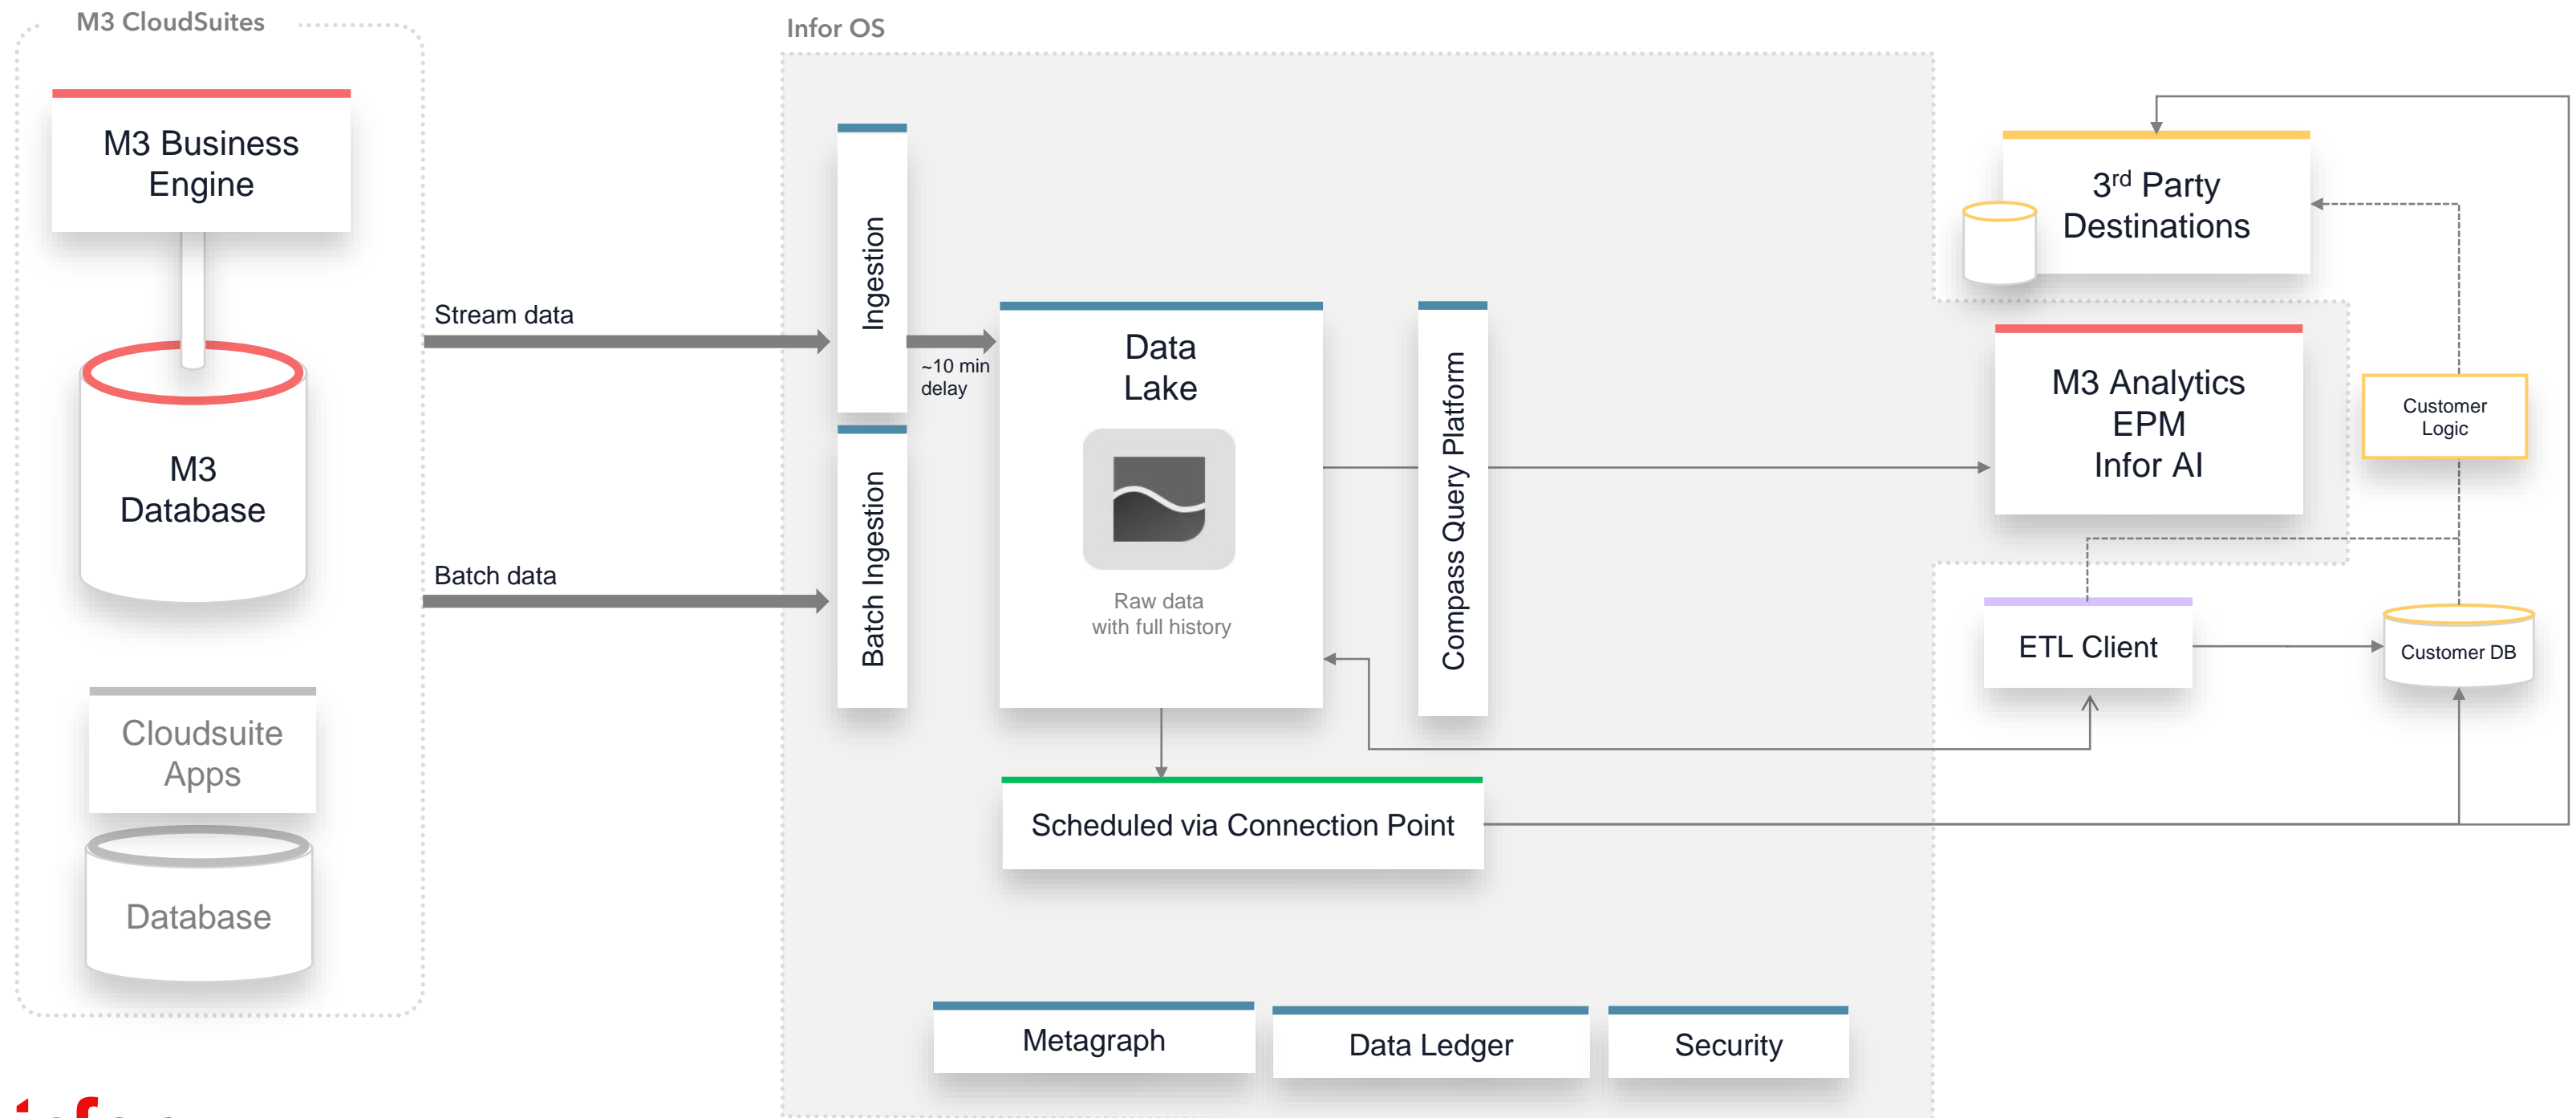 M3 CloudSuites
Infor OS
M3 Business
Engine
M3
Database
Cloudsuite
Apps
Database
Stream data
Batch data
Ingestion
Batch Ingestion
~10 min
delay
Data
Lake
Raw data
with full history
Compass Query Platform
Scheduled via Connection Point
Metagraph
Data Ledger
Security
3rd Party
Destinations
M3 Analytics
EPM
Infor AI
Customer
Logic
ETL Client
Customer DB